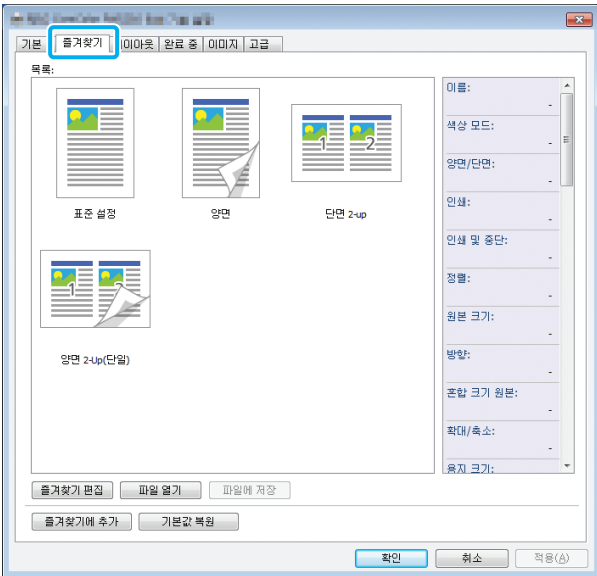 기본 즐겨찾기 완료 중 이미지 고급
목록:
표준 설정
1 2
양면
단면 2-up
1 2
양면 2-Up(단일)
이름:
-
색상 모드:
-
양면/단면:
-
인쇄:
-
인쇄 및 중단:
-
정렬:
-
원본 크기:
-
방향:
-
혼합 크기 원본:
-
확대/축소:
-
용지 크기:
즐겨찾기 편집 파일 열기 파일에 저장
즐겨찾기에 추가 기본값 복원
확인 취소 적용(A)